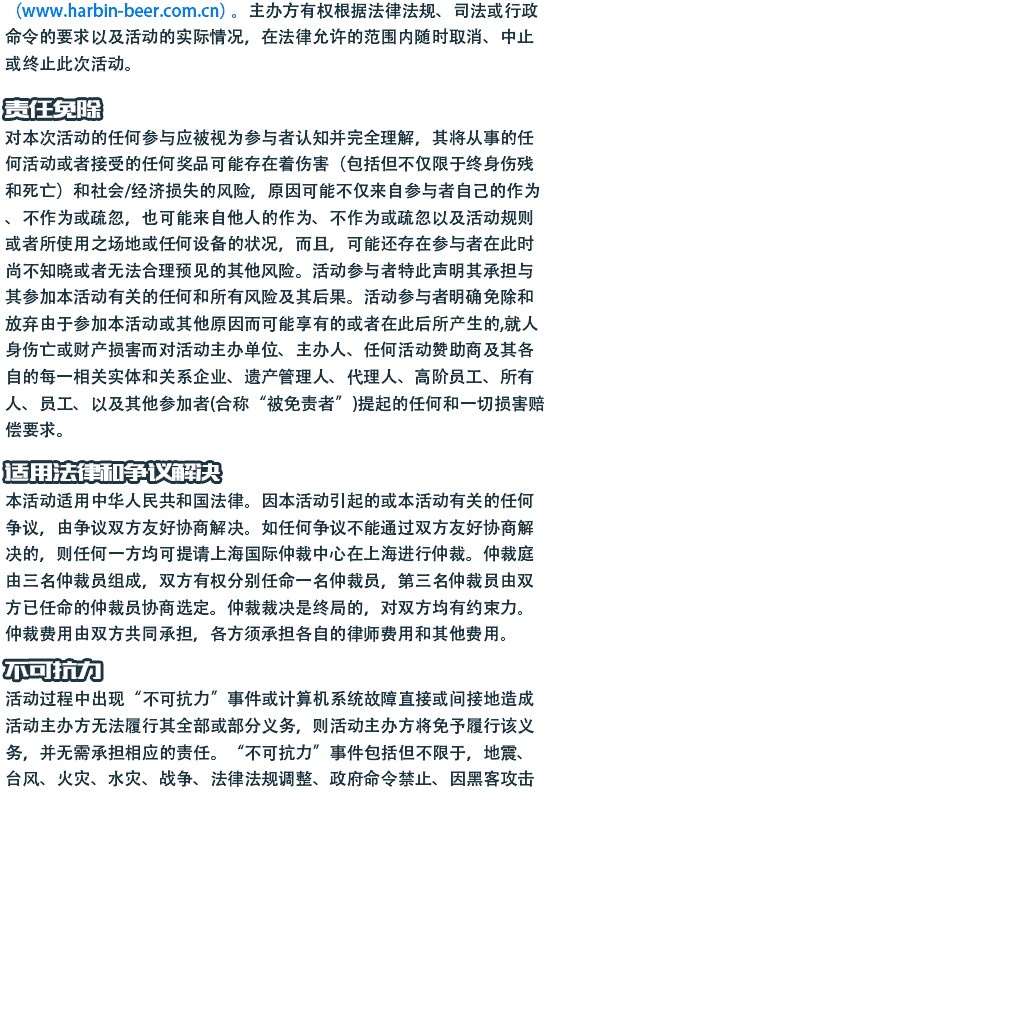 （www.harbin-beer.com.cn）。主办方有权根据法律法规、司法或行政
命令的要求以及活动的实际情况，在法律允许的范围内随时取消、中止
或终止此次活动。
责任免除
对本次活动的任何参与应被视为参与者认知并完全理解，其将从事的任
何活动或者接受的任何奖品可能存在着伤害（包括但不仅限于终身伤残
和死亡）和社会/经济损失的风险，原因可能不仅来自参与者自己的作为
、不作为或疏忽，也可能来自他人的作为、不作为或疏忽以及活动规则
或者所使用之场地或任何设备的状况，而且，可能还存在参与者在此时
尚不知晓或者无法合理预见的其他风险。活动参与者特此声明其承担与
其参加本活动有关的任何和所有风险及其后果。活动参与者明确免除和
放弃由于参加本活动或其他原因而可能享有的或者在此后所产生的,就人
身伤亡或财产损害而对活动主办单位、主办人、任何活动赞助商及其各
自的每一相关实体和关系企业、遗产管理人、代理人、高阶员工、所有
人、员工、以及其他参加者(合称“被免责者”)提起的任何和一切损害赔
偿要求。
适用法律和争议解决
本活动适用中华人民共和国法律。因本活动引起的或本活动有关的任何
争议，由争议双方友好协商解决。如任何争议不能通过双方友好协商解
决的，则任何一方均可提请上海国际仲裁中心在上海进行仲裁。仲裁庭
由三名仲裁员组成，双方有权分别任命一名仲裁员，第三名仲裁员由双
方已任命的仲裁员协商选定。仲裁裁决是终局的，对双方均有约束力。
仲裁费用由双方共同承担，各方须承担各自的律师费用和其他费用。
不可抗力
活动过程中出现“不可抗力”事件或计算机系统故障直接或间接地造成
活动主办方无法履行其全部或部分义务，则活动主办方将免予履行该义
务，并无需承担相应的责任。“不可抗力”事件包括但不限于，地震、
台风、火灾、水灾、战争、法律法规调整、政府命令禁止、因黑客攻击